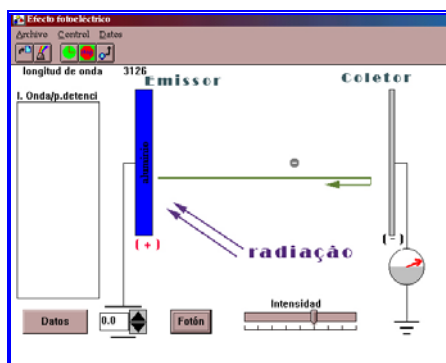 Efecto fotoeléctrico
Archivo Control Datos
longitud de onda 3126
Emissor
Coletor
l. Onda/p.detenci
(+)
(-)
radiação
Intensidad
Datos
0.0
Fotón